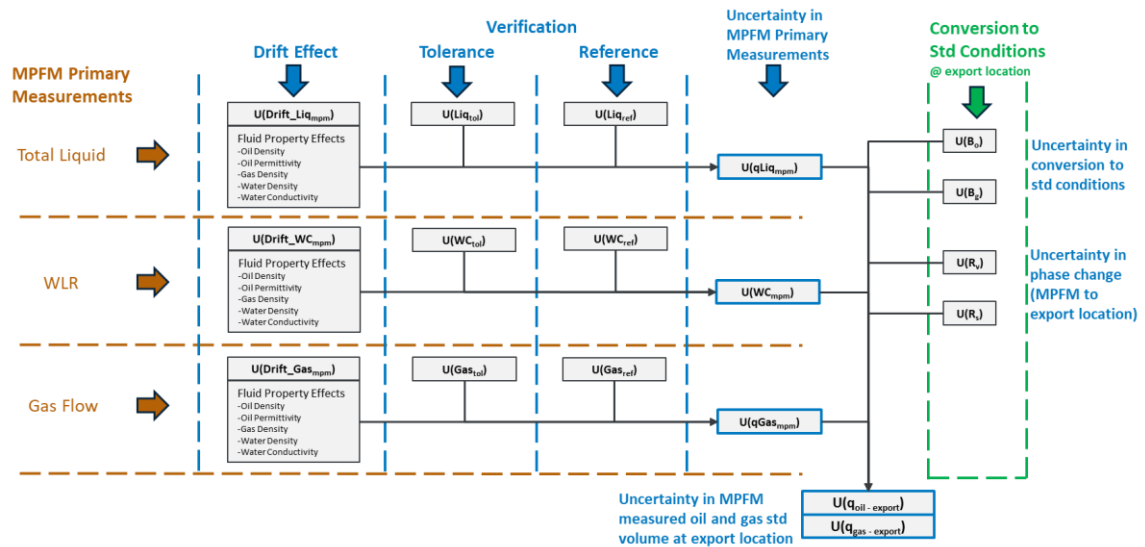 Verification
Drift Effect
Tolerance
Reference
Uncertainty in
MPFM Primary
Measurements
Conversion to
Std Conditions
@ export location
MPFM Primary
Measurements
Total Liquid
U(Drift_Liqmpm)
Fluid Property Effects
-Oil Density
-Oil Permittivity
-Gas Density
-Water Density
-Water Conductivity
U(Liqtol)
U(Liqref)
U(qLiqmpm)
U(Bo)
U(Bg)
Uncertainty in
conversion to
std conditions
WLR
U(Drift_WCmpm)
Fluid Property Effects
-Oil Density
-Oil Permittivity
-Gas Density
-Water Density
-Water Conductivity
U(WCtol)
U(WCref)
U(WCmpm)
U(Rv)
U(Rs)
Uncertainty in
phase change
(MPFM to
export location)
Gas Flow
U(Drift_Gasmpm)
Fluid Property Effects
-Oil Density
-Oil Permittivity
-Gas Density
-Water Density
-Water Conductivity
U(Gastol)
U(Gasref)
U(qGasmpm)
Uncertainty in MPFM
measured oil and gas std
volume at export location
U(qoil - export)
U(qgas - export)